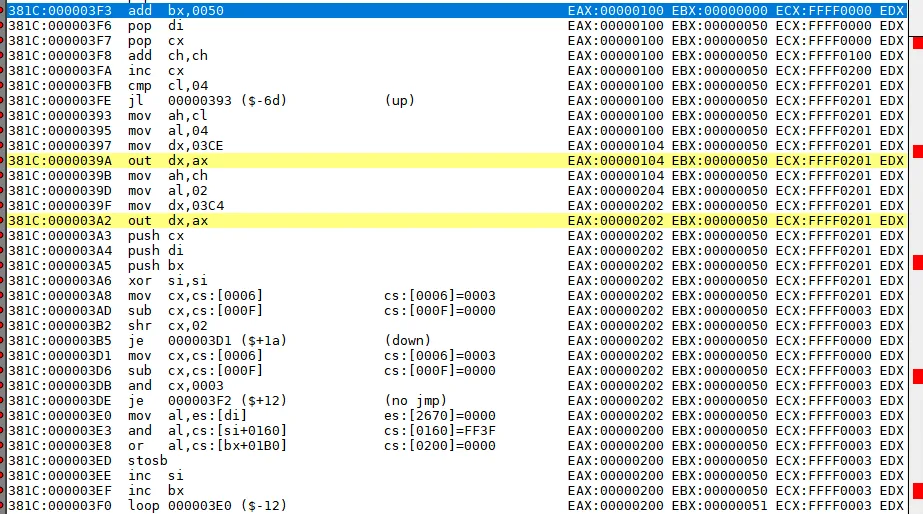 381C:000003F3 add bx,0050 EAX:00000100 EBX:00000000 ECX:FFFF0000 EDX
381C:000003F6 pop di EAX:00000100 EBX:00000050 ECX:FFFF0000 EDX
381C:000003F7 pop cx EAX:00000100 EBX:00000050 ECX:FFFF0000 EDX
381C:000003F8 add ch,ch EAX:00000100 EBX:00000050 ECX:FFFF0100 EDX
381C:000003FA inc cx EAX:00000100 EBX:00000050 ECX:FFFF0200 EDX
381C:000003FB cmp cl,04 EAX:00000100 EBX:00000050 ECX:FFFF0201 EDX
381C:000003FE jl 00000393 ($-6d) (up) EAX:00000100 EBX:00000050 ECX:FFFF0201 EDX
381C:00000393 mov ah,cl EAX:00000100 EBX:00000050 ECX:FFFF0201 EDX
381C:00000395 mov al,04 EAX:00000100 EBX:00000050 ECX:FFFF0201 EDX
381C:00000397 mov dx,03CE EAX:00000104 EBX:00000050 ECX:FFFF0201 EDX
381C:0000039A out dx,ax EAX:00000104 EBX:00000050 ECX:FFFF0201 EDX
381C:0000039B mov ah,ch EAX:00000104 EBX:00000050 ECX:FFFF0201 EDX
381C:0000039D mov al,02 EAX:00000204 EBX:00000050 ECX:FFFF0201 EDX
381C:0000039F mov dx,03C4 EAX:00000202 EBX:00000050 ECX:FFFF0201 EDX
381C:000003A2 out dx,ax EAX:00000202 EBX:00000050 ECX:FFFF0201 EDX
381C:000003A3 push cx EAX:00000202 EBX:00000050 ECX:FFFF0201 EDX
381C:000003A4 push di EAX:00000202 EBX:00000050 ECX:FFFF0201 EDX
381C:000003A5 push bx EAX:00000202 EBX:00000050 ECX:FFFF0201 EDX
381C:000003A6 xor si,si EAX:00000202 EBX:00000050 ECX:FFFF0201 EDX
381C:000003A8 mov cx,cs:[0006] cs:[0006]=0003 EAX:00000202 EBX:00000050 ECX:FFFF0201 EDX
381C:000003AD sub cx,cs:[000F] cs:[000F]=0000 EAX:00000202 EBX:00000050 ECX:FFFF0003 EDX
381C:000003B2 shr cx,02 EAX:00000202 EBX:00000050 ECX:FFFF0003 EDX
381C:000003B5 je 000003D1 ($+1a) (down) EAX:00000202 EBX:00000050 ECX:FFFF0000 EDX
381C:000003D1 mov cx,cs:[0006] cs:[0006]=0003 EAX:00000202 EBX:00000050 ECX:FFFF0000 EDX
381C:000003D6 sub cx,cs:[000F] cs:[000F]=0000 EAX:00000202 EBX:00000050 ECX:FFFF0003 EDX
381C:000003DB and cx,0003 EAX:00000202 EBX:00000050 ECX:FFFF0003 EDX
381C:000003DE je 000003F2 ($+12) (no jmp) EAX:00000202 EBX:00000050 ECX:FFFF0003 EDX
381C:000003E0 mov al,es:[di] es:[2670]=0000 EAX:00000202 EBX:00000050 ECX:FFFF0003 EDX
381C:000003E3 and al,cs:[si+0160] cs:[0160]=FF3F EAX:00000200 EBX:00000050 ECX:FFFF0003 EDX
381C:000003E8 or al,cs:[bx+01B0] cs:[0200]=0000 EAX:00000200 EBX:00000050 ECX:FFFF0003 EDX
381C:000003ED stosb EAX:00000200 EBX:00000050 ECX:FFFF0003 EDX
381C:000003EE inc si EAX:00000200 EBX:00000050 ECX:FFFF0003 EDX
381C:000003EF inc bx EAX:00000200 EBX:00000050 ECX:FFFF0003 EDX
381C:000003F0 loop 000003E0 ($-12) EAX:00000200 EBX:00000051 ECX:FFFF0003 EDX